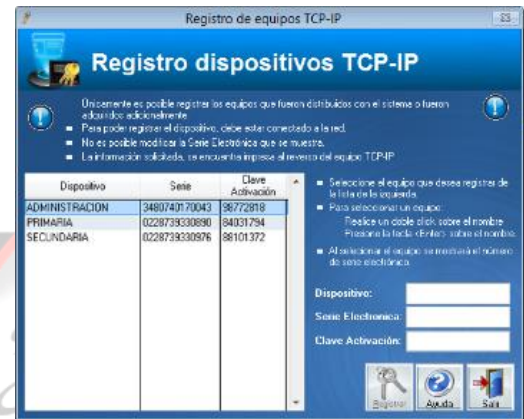 Registro de equipos TCP-IP
Registro dispositivos TCP-IP
Únicamente es posible registrar los equipos que fueron distribuidos con el sistema o fueron
adquiridos adicionalmente
Para poder registrar el dispositivo, debe estar conectado a la red.
No es posible modificar la Serie Electrónica que se muestra.
La información solicitada, se encuentra impresa al reverso del equipo TCP-IP
Dispositivo Serie Clave
Activación
ADMINISTRACION 3480740170043 98772818
PRIMARIA 0228739330890 84031794
SECUNDARIA 0228739330976 88101372
Seleccione el equipo que desea registrar de
la lista de la izquierda.
Para seleccionar un equipo:
Realice un doble click sobre el nombre
Presione la tecla <Enter> sobre el nombre.
Al seleccionar el equipo se mostrará el número
de serie electrónico.
Dispositivo:
Serie Electronica:
Clave Activación:
Registrar Ayuda Salir